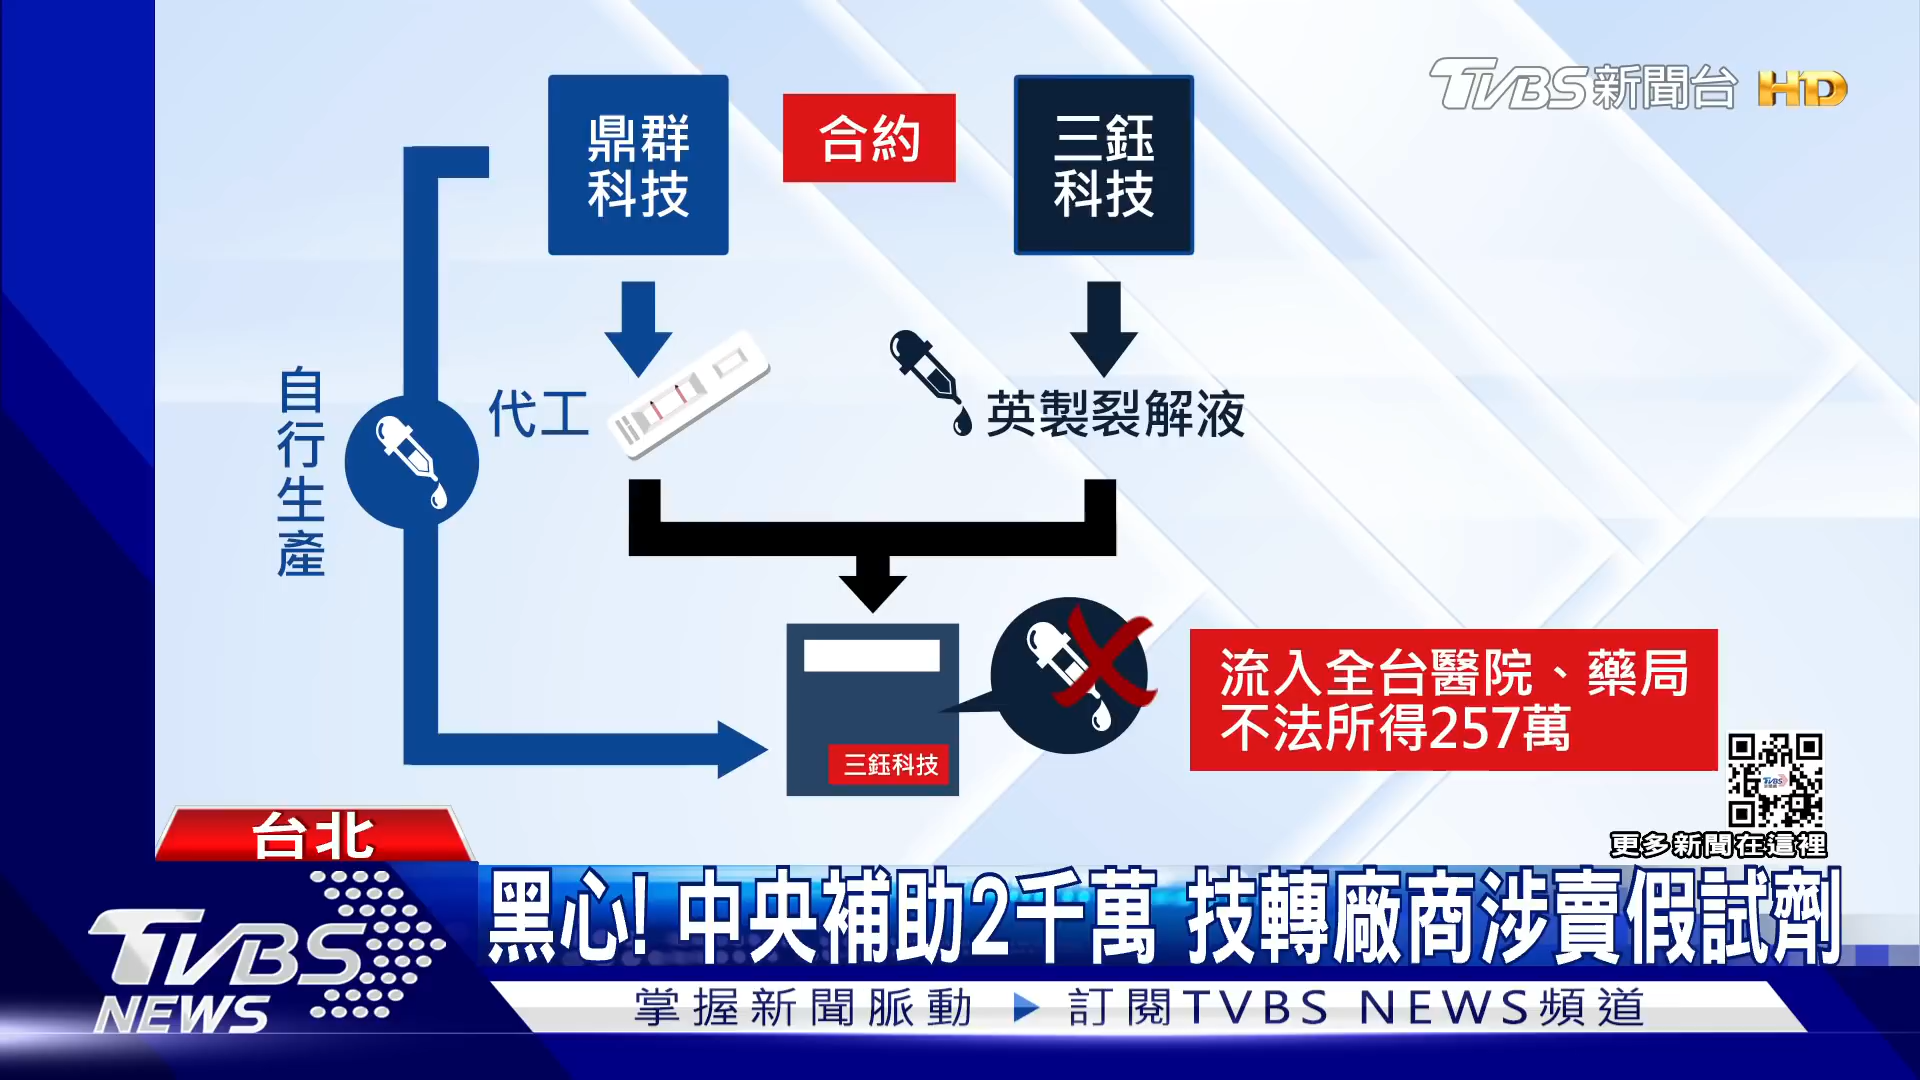 TVBS新聞台 HD
鼎群
科技
合約
三鈺
科技
自行生產
代工
英製裂解液
三鈺科技
流入全台醫院、藥局
不法所得257萬
TVBS
更多新聞在這裡
台北
黑心! 中央補助2千萬 技轉廠商涉賣假試劑
TVBS
NEWS
掌握新聞脈動 ▶ 訂閱TVBS NEWS頻道